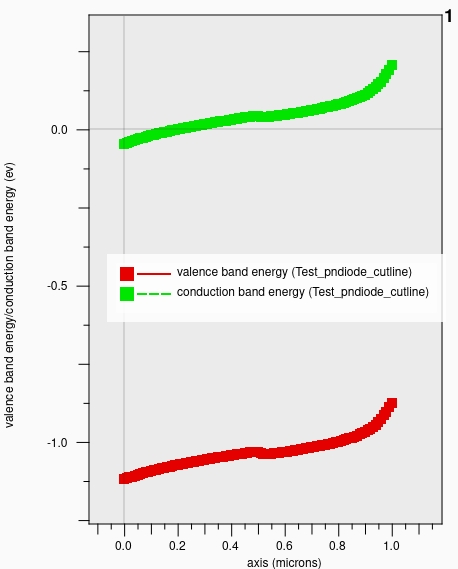 1
0.0
-0.5
-1.0
valence band energy/conduction band energy (ev)
valence band energy (Test_pndiode_cutline)
conduction band energy (Test_pndiode_cutline)
0.0 0.2 0.4 0.6 0.8 1.0
axis (microns)